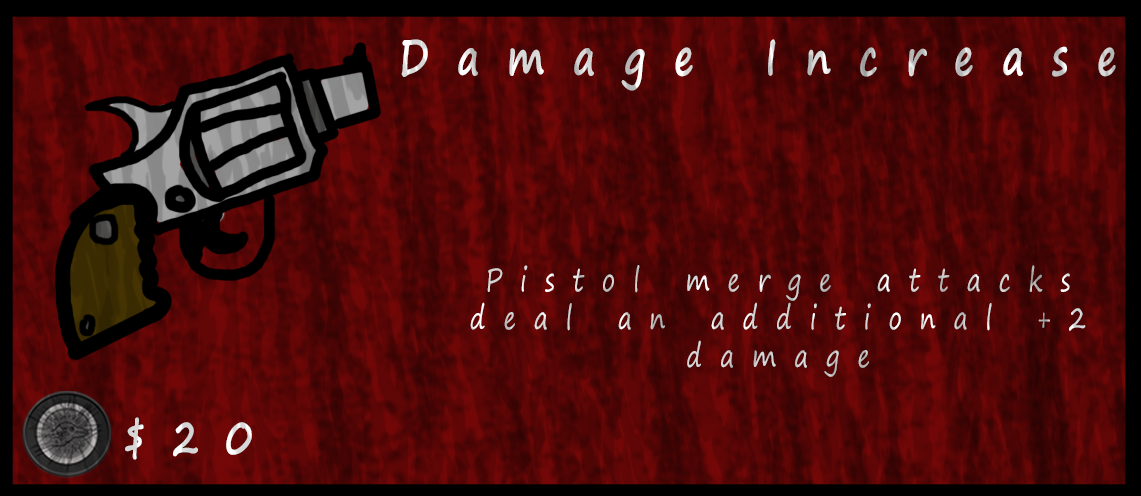 Damage Increase
Pistol merge attacks
deal an additional +2
damage
$20